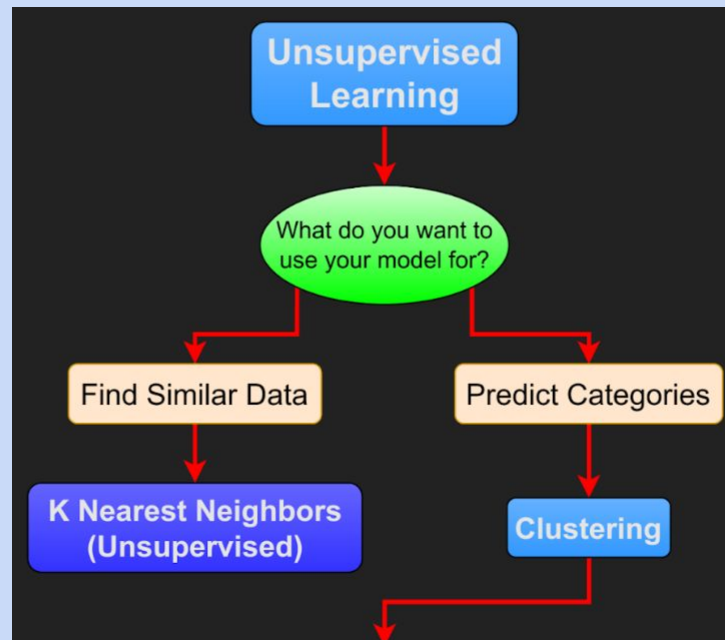 Unsupervised
Learning
What do you want to
use your model for?
Find Similar Data
Predict Categories
K Nearest Neighbors
(Unsupervised)
Clustering